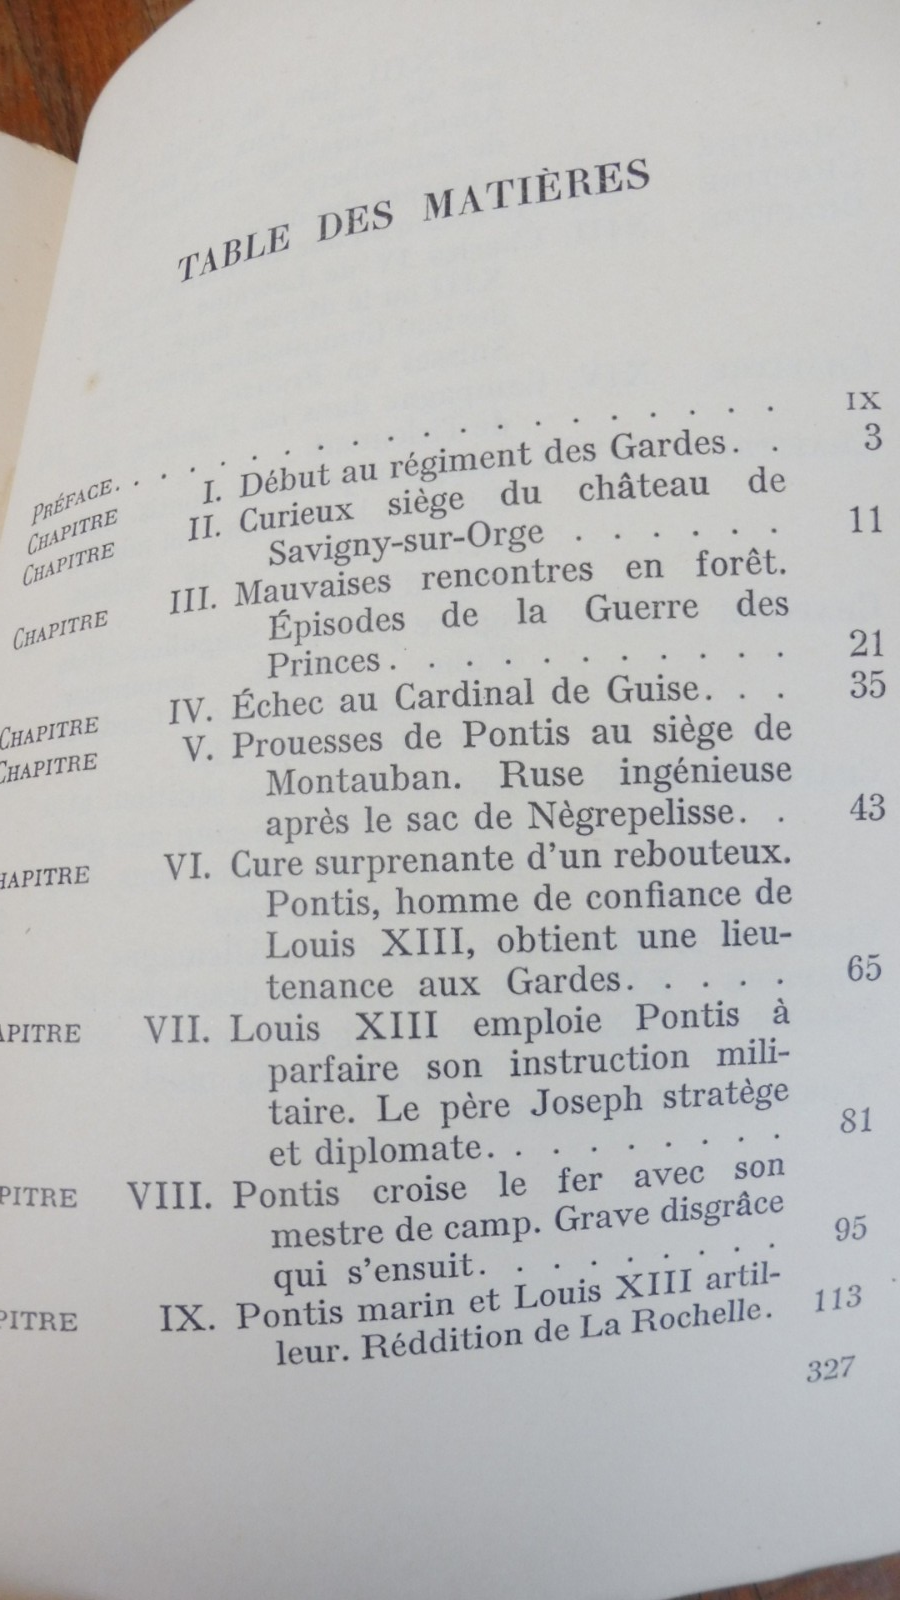 TABLE DES MATIÈRES
PRÉFACE. . . . . . . . . . . . . . . . . . IX
CHAPITRE I. Début au régiment des Gardes. . 3
CHAPITRE II. Curieux siège du château de
Savigny-sur-Orge . . . . . . 11
CHAPITRE III. Mauvaises rencontres en forêt.
Épisodes de la Guerre des
Princes. . . . . . . . . . . 21
CHAPITRE IV. Échec au Cardinal de Guise. . . 35
CHAPITRE V. Prouesses de Pontis au siège de
Montauban. Ruse ingénieuse
après le sac de Nègrepelisse. . 43
HAPITRE VI. Cure surprenante d'un rebouteux.
Pontis, homme de confiance de
Louis XIII, obtient une lieu-
tenance aux Gardes. . . . . 65
APITRE VII. Louis XIII emploie Pontis à
parfaire son instruction mili-
taire. Le père Joseph stratège
et diplomate. . . . . . . . . 81
PITRE VIII. Pontis croise le fer avec son
mestre de camp. Grave disgrâce
qui s'ensuit. . . . . . . . . 95
PITRE IX. Pontis marin et Louis XIII artil-
leur. Réddition de La Rochelle. 113
327